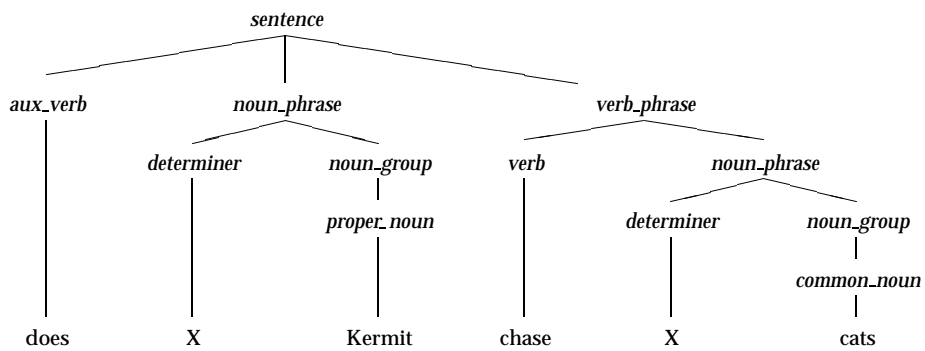 sentence
aux_verb noun_phrase verb_phrase
determiner noun_group verb noun_phrase
proper_noun determiner noun_group
common_noun
does X Kermit chase X cats